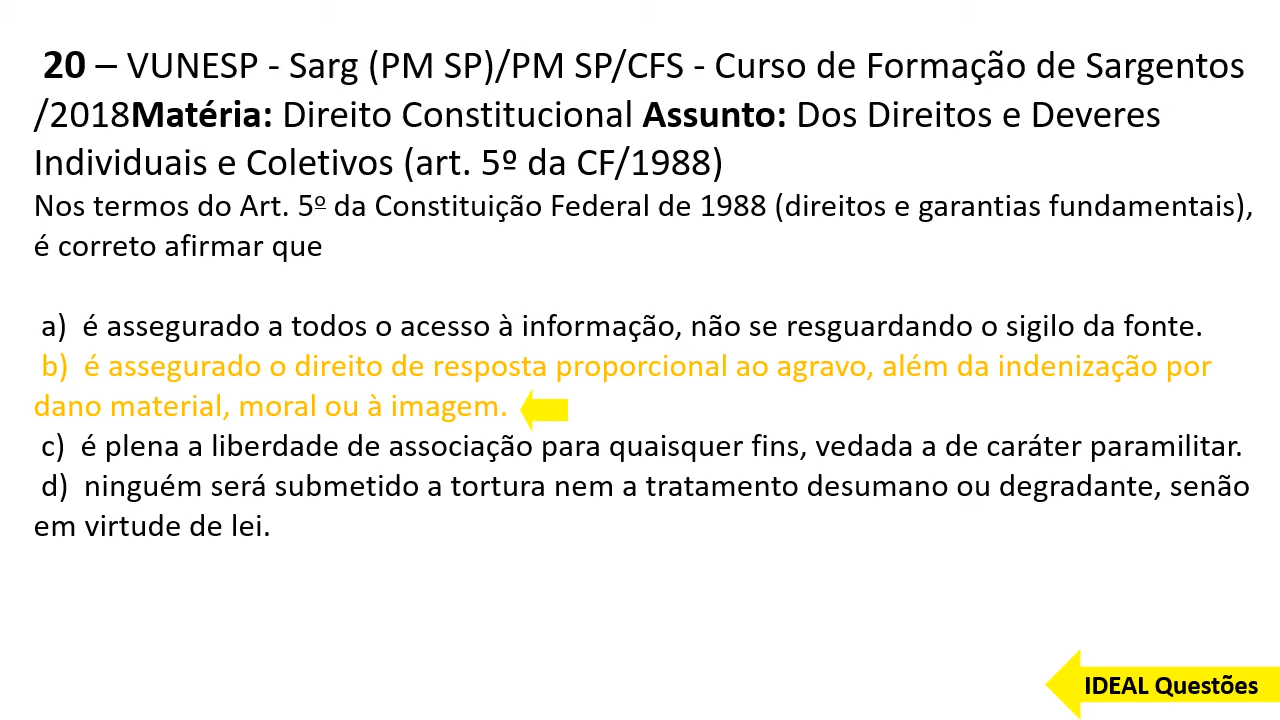 20 – VUNESP - Sarg (PM SP)/PM SP/CFS - Curso de Formação de Sargentos
/2018Matéria: Direito Constitucional Assunto: Dos Direitos e Deveres
Individuais e Coletivos (art. 5º da CF/1988)
Nos termos do Art. 5º da Constituição Federal de 1988 (direitos e garantias fundamentais),
é correto afirmar que
a) é assegurado a todos o acesso à informação, não se resguardando o sigilo da fonte.
b) é assegurado o direito de resposta proporcional ao agravo, além da indenização por
dano material, moral ou à imagem.
c) é plena a liberdade de associação para quaisquer fins, vedada a de caráter paramilitar.
d) ninguém será submetido a tortura nem a tratamento desumano ou degradante, senão
em virtude de lei.
IDEAL Questões